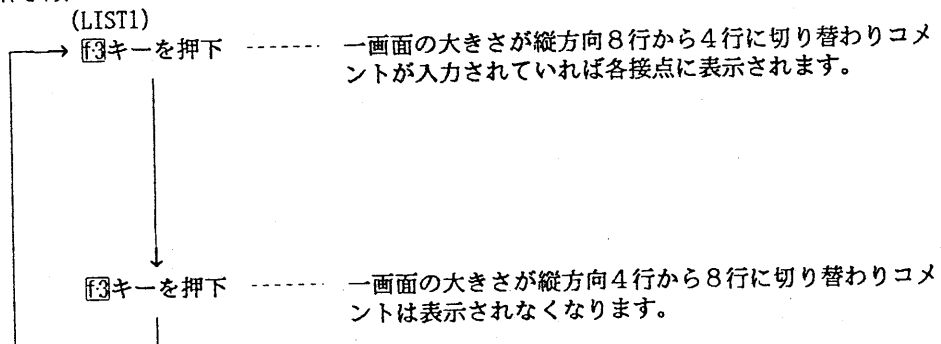 (LIST1)
f3キーを押下 ------ 一画面の大きさが縦方向8行から4行に切り替わりコメ
ントが入力されていれば各接点に表示されます。
f3キーを押下 ------- 一画面の大きさが縦方向4行から8行に切り替わりコメ
ントは表示されなくなります。